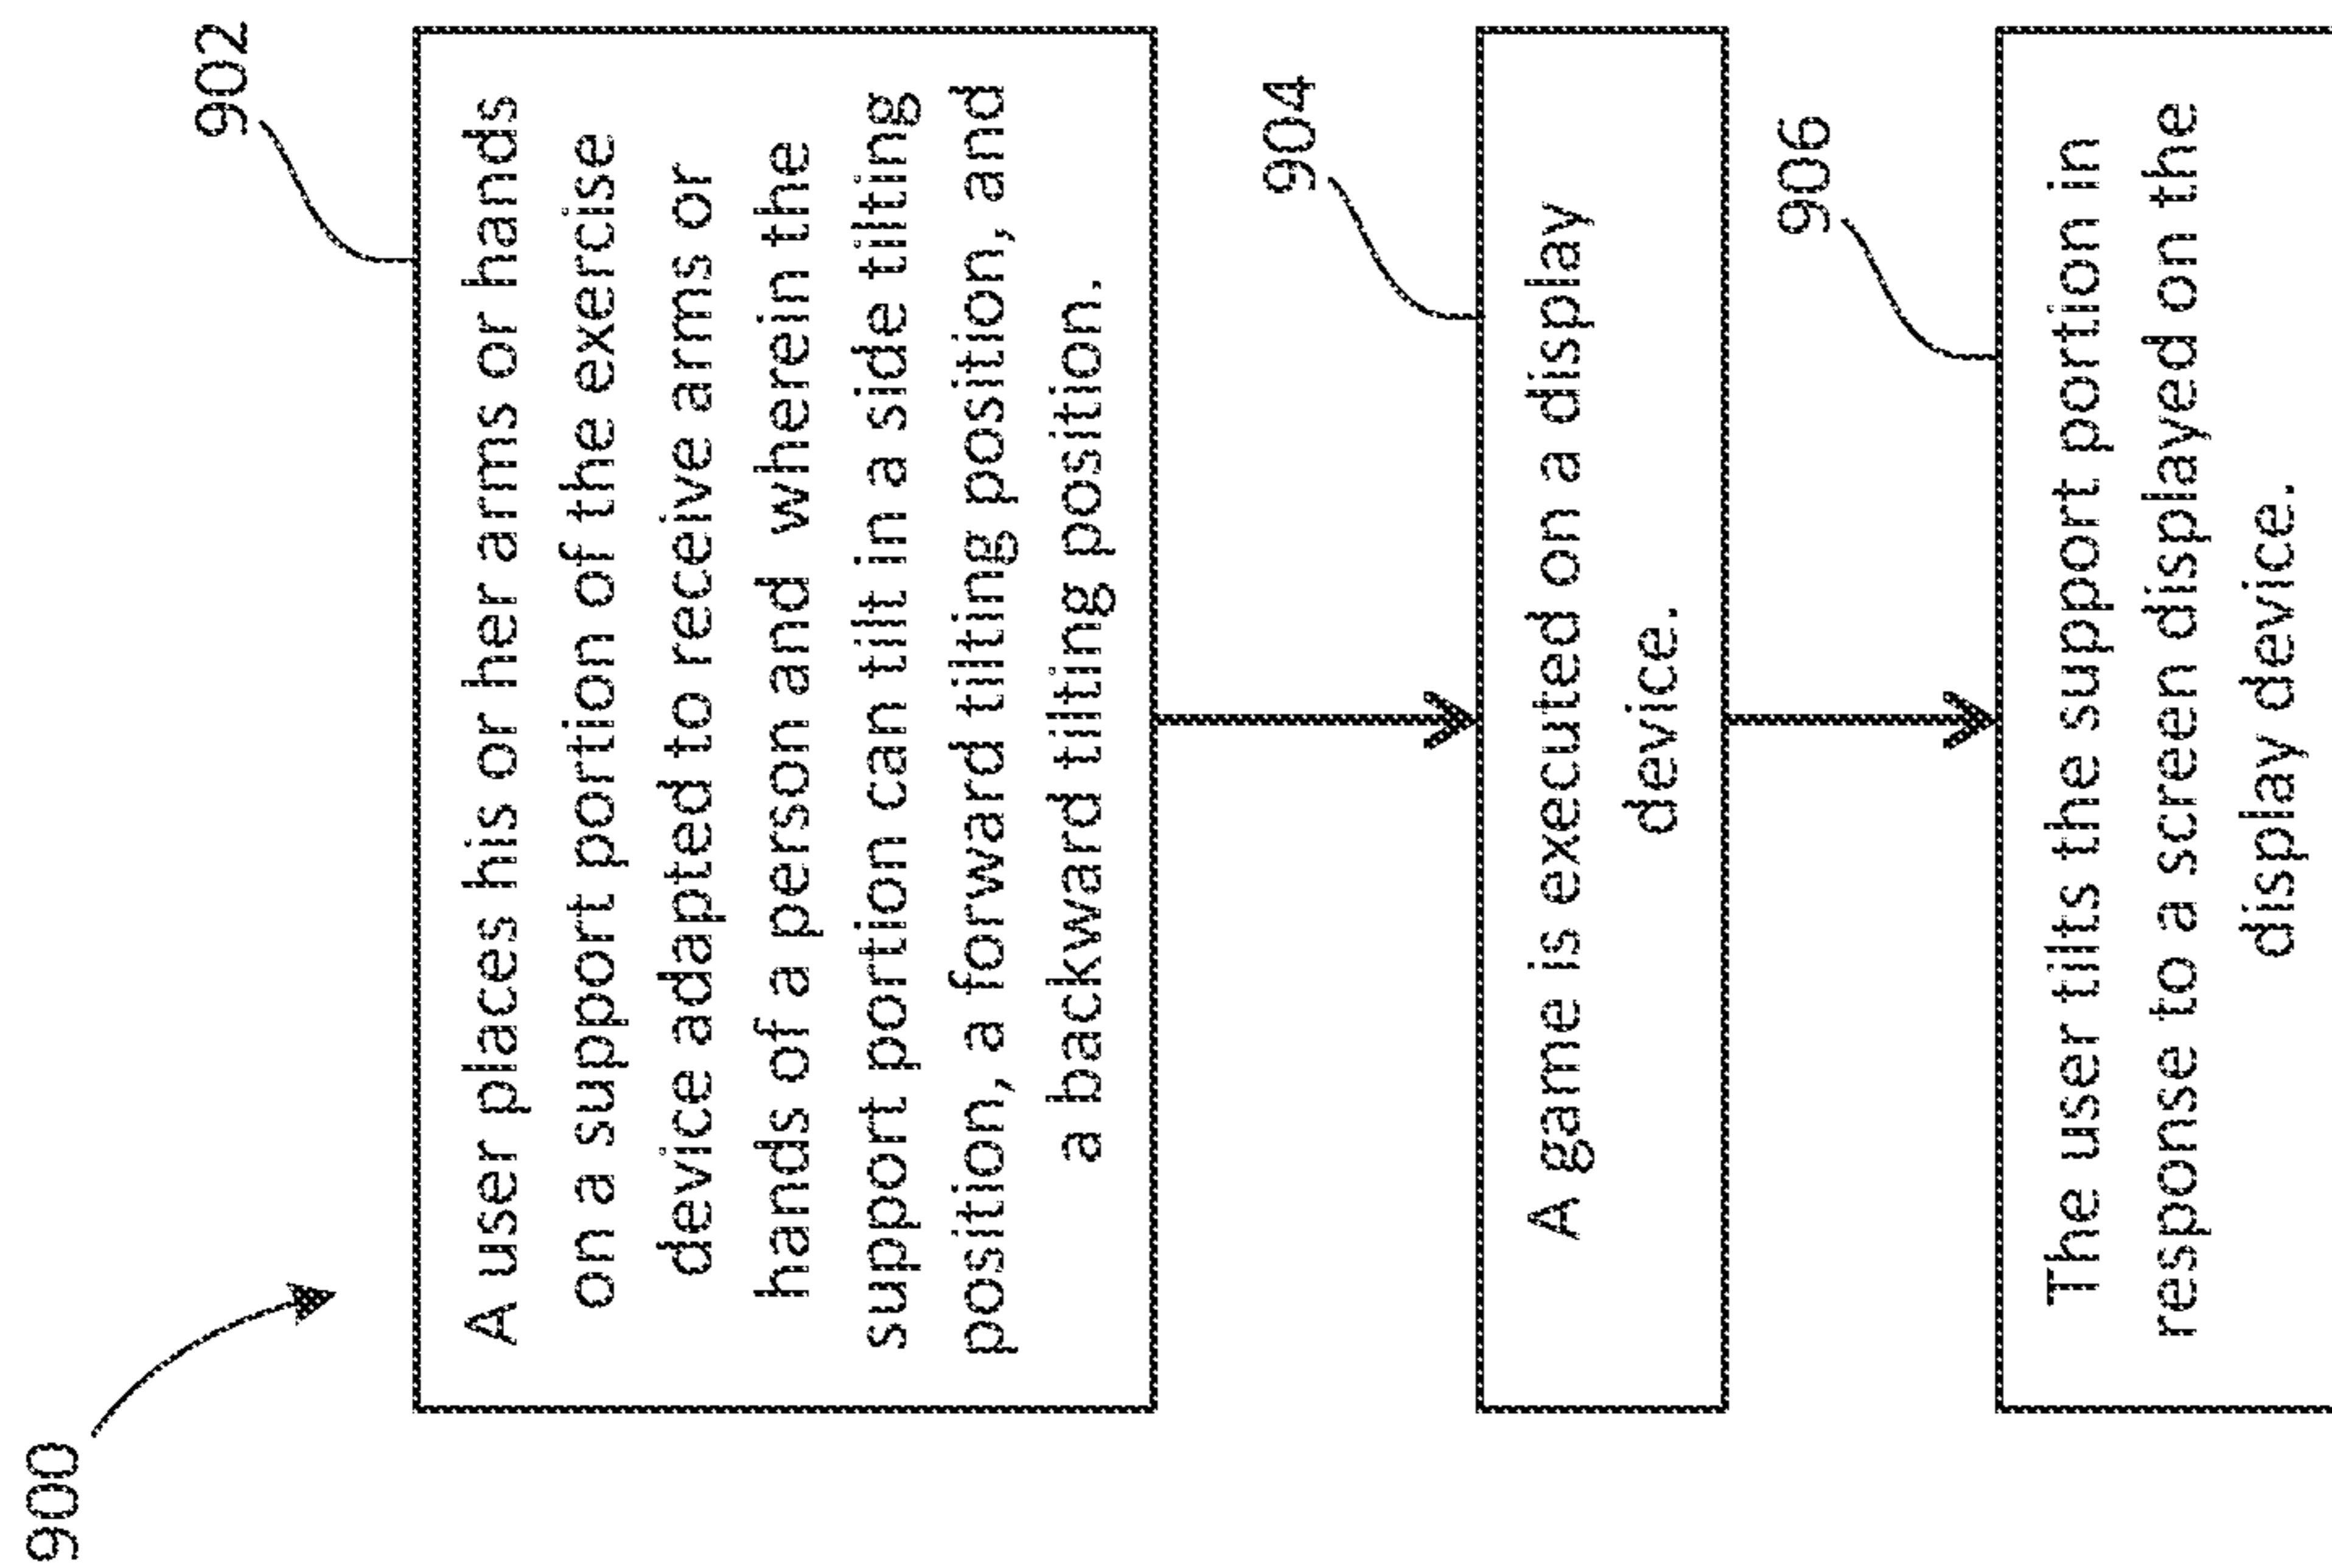 900
902
A user places his or her arms or hands
on a support portion of the exercise
device adapted to receive arms or
hands of a person and wherein the
support portion can tilt in a side tilting
position, a forward tilting position, and
a backward tilting position.
904
A game is executed on a display
device.
906
The user tilts the support portion in
response to a screen displayed on the
display device.